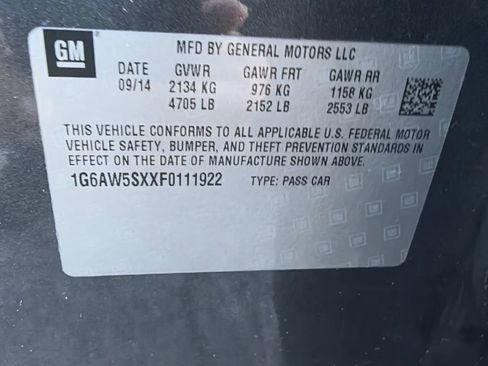 GM
MFD BY GENERAL MOTORS LLC
DATE GVWR GAWR FRT GAWR RR
09/14 2134 KG 976 KG 1158 KG
4705 LB 2152 LB 2553 LB
THIS VEHICLE CONFORMS TO ALL APPLICABLE U.S. FEDERAL MOTOR
VEHICLE SAFETY, BUMPER, AND THEFT PREVENTION STANDARDS IN
EFFECT ON THE DATE OF MANUFACTURE SHOWN ABOVE.
1G6AW5SXXF0111922 TYPE: PASS CAR